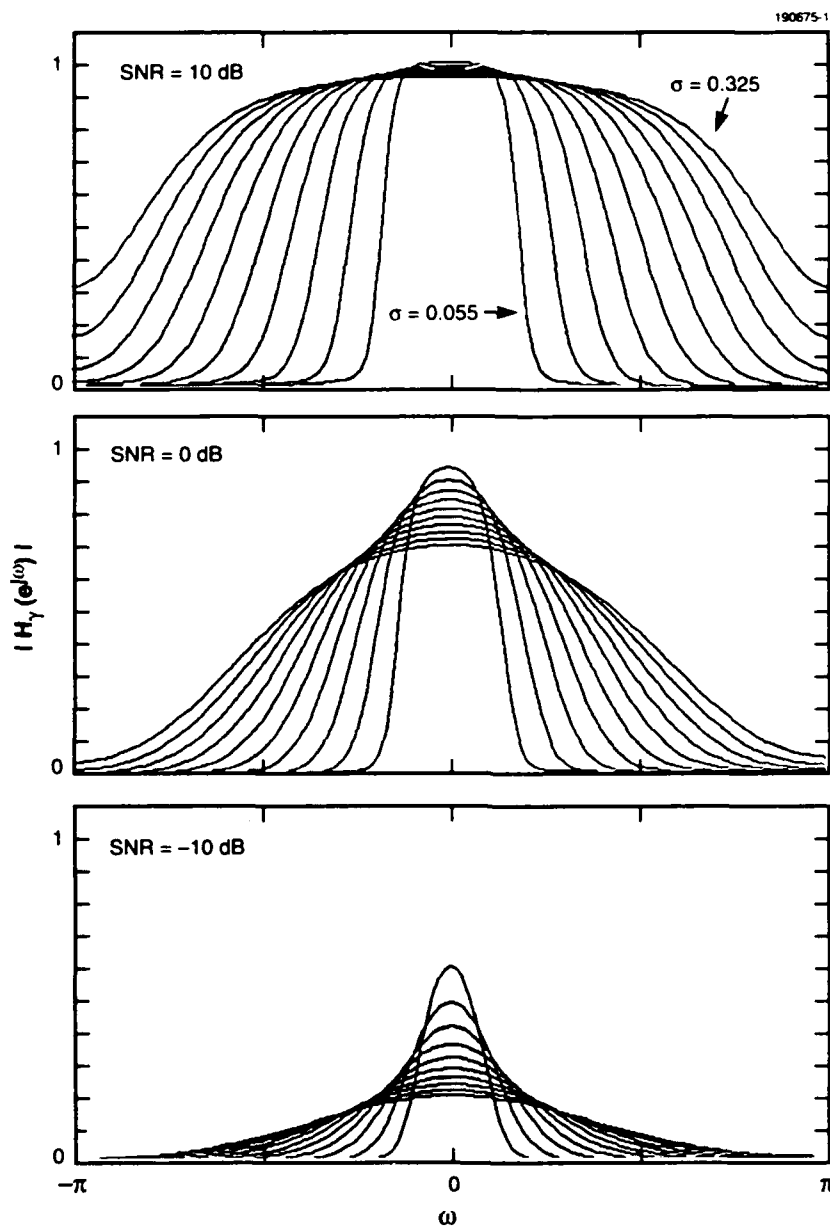 190675-1
1
SNR = 10 dB
σ = 0.325
σ = 0.055
0
1
SNR = 0 dB
| H_γ (e^jω) |
0
1
SNR = −10 dB
0
−π
0
π
ω